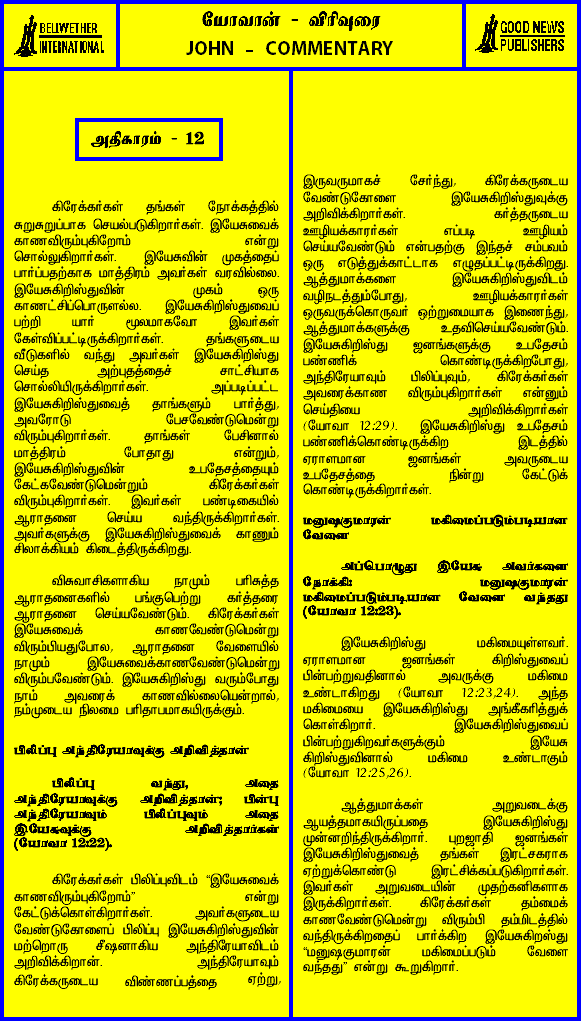 BELWETHER
INTERNATIONAL
யோவான் - விரிவுரை
JOHN - COMMENTARY
GOOD NEWS
PUBLISHERS
அதிகாரம் - 12
கிரேக்கர்கள் தங்கள் நோக்கத்தில்
சுறுசுறுப்பாக செயல்படுகிறார்கள். இயேசுவைக்
காணவிரும்புகிறோம் என்று
சொல்லுகிறார்கள். இயேசுவின் முகத்தைப்
பார்ப்பதற்காக மாத்திரம் அவர்கள் வரவில்லை.
இயேசுகிறிஸ்துவின் முகம் ஒரு
காணட்சிப்பொருளல்ல. இயேசுகிறிஸ்துவைப்
பற்றி யார் மூலமாகவோ இவர்கள்
கேள்விப்பட்டிருக்கிறார்கள். தங்களுடைய
வீடுகளில் வந்து அவர்கள் இயேசுகிறிஸ்து
செய்த அற்புதத்தைச் சாட்சியாக
சொல்லியிருக்கிறார்கள். அப்படிப்பட்ட
இயேசுகிறிஸ்துவைத் தாங்களும் பார்த்து,
அவரோடு பேசவேண்டுமென்று
விரும்புகிறார்கள். தாங்கள் பேசினால்
மாத்திரம் போதாது என்றும்,
இயேசுகிறிஸ்துவின் உபதேசத்தையும்
கேட்கவேண்டுமென்றும் கிரேக்கர்கள்
விரும்புகிறார்கள். இவர்கள் பண்டிகையில்
ஆராதனை செய்ய வந்திருக்கிறார்கள்.
அவர்களுக்கு இயேசுகிறிஸ்துவைக் காணும்
சிலாக்கியம் கிடைத்திருக்கிறது.
விசுவாசிகளாகிய நாமும் பரிசுத்த
ஆராதனைகளில் பங்குபெற்று கர்த்தரை
ஆராதனை செய்யவேண்டும். கிரேக்கர்கள்
இயேசுவைக் காணவேண்டுமென்று
விரும்பியதுபோல, ஆராதனை வேளையில்
நாமும் இயேசுவைக்காணவேண்டுமென்று
விரும்பவேண்டும். இயேசுகிறிஸ்து வரும்போது
நாம் அவரைக் காணவில்லையென்றால்,
நம்முடைய நிலமை பரிதாபமாகயிருக்கும்.
பிலிப்பு அந்திரேயாவுக்கு அறிவித்தான்
பிலிப்பு வந்து, அதை
அந்திரேயாவுக்கு அறிவித்தான்; பின்பு
அந்திரேயாவும் பிலிப்புவும் அதை
இயேசுவுக்கு அறிவித்தார்கள்
(யோவா 12:22).
கிரேக்கர்கள் பிலிப்புவிடம் "இயேசுவைக்
காணவிரும்கிறோம்" என்று
கேட்டுக்கொள்கிறார்கள். அவர்களுடைய
வேண்டுகோளைப் பிலிப்பு இயேசுகிறிஸ்துவின்
மற்றொரு சீஷனாகிய அந்திரேயாவிடம்
அறிவிக்கிறான். அந்திரேயாவும்
கிரேக்கருடைய விண்ணப்பத்தை ஏற்று,
இருவருமாகச் சேர்ந்து, கிரேக்கருடைய
வேண்டுகோளை இயேசுகிறிஸ்துவுக்கு
அறிவிக்கிறார்கள். கர்த்தருடைய
ஊழியக்காரர்கள் எப்படி ஊழியம்
செய்யவேண்டும் என்பதற்கு இந்தச் சம்பவம்
ஒரு எடுத்துக்காட்டாக எழுதப்பட்டிருக்கிறது.
ஆத்துமாக்களை இயேசுகிறிஸ்துவிடம்
வழிநடத்தும்போது, ஊழியக்காரர்கள்
ஒருவருக்கொருவர் ஒற்றுமையாக இணைந்து,
ஆத்துமாக்களுக்கு உதவிசெய்யவேண்டும்.
இயேசுகிறிஸ்து ஜனங்களுக்கு உபதேசம்
பண்ணிக் கொண்டிருக்கிறபோது,
அந்திரேயாவும் பிலிப்புவும், கிரேக்கர்கள்
அவரைக்காண விரும்புகிறார்கள் என்னும்
செய்தியை அறிவிக்கிறார்கள்
(யோவா 12:29). இயேசுகிறிஸ்து உபதேசம்
பண்ணிக்கொண்டிருக்கிற இடத்தில்
ஏராளமான ஜனங்கள் அவருடைய
உபதேசத்தை நின்று கேட்டுக்
கொண்டிருக்கிறார்கள்.
மனுஷகுமாரன் மகிமைப்படும்படியான
வேளை
அப்பொழுது இயேசு அவர்களை
நோக்கி: மனுஷகுமாரன்
மகிமைப்படும்படியான வேளை வந்தது
(யோவா 12:23).
இயேசுகிறிஸ்து மகிமையுள்ளவர்.
ஏராளமான ஜனங்கள் கிறிஸ்துவைப்
பின்பற்றுவதினால் அவருக்கு மகிமை
உண்டாகிறது (யோவா 12:23,24). அந்த
மகிமையை இயேசுகிறிஸ்து அங்கீகரித்துக்
கொள்கிறார். இயேசுகிறிஸ்துவைப்
பின்பற்றுகிறவர்களுக்கும் இயேசு
கிறிஸ்துவினால் மகிமை உண்டாகும்
(யோவா 12:25,26).
ஆத்துமாக்கள் அறுவடைக்கு
ஆயத்தமாகயிருப்பதை இயேசுகிறிஸ்து
முன்னறிந்திருக்கிறார். புறஜாதி ஜனங்கள்
இயேசுகிறிஸ்துவைத் தங்கள் இரட்சகராக
ஏற்றுக்கொண்டு இரட்சிக்கப்படுகிறார்கள்.
இவர்கள் அறுவடையின் முதற்கனிகளாக
இருக்கிறார்கள். கிரேக்கர்கள் தம்மைக்
காணவேண்டுமென்று விரும்பி தம்மிடத்தில்
வந்திருக்கிறதைப் பார்க்கிற இயேசுகிறஸ்து
"மனுஷகுமாரன் மகிமைப்படும் வேளை
வந்தது" என்று கூறுகிறார்.